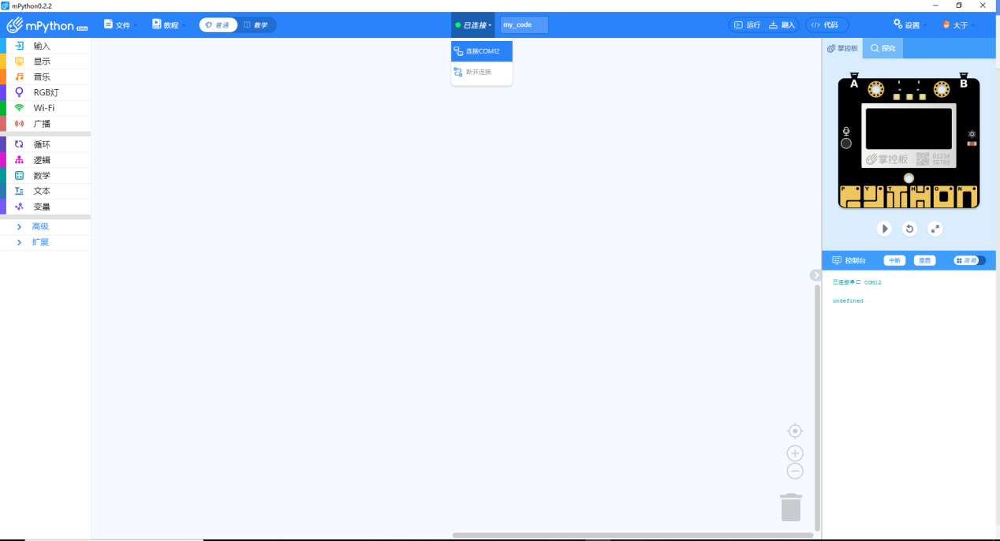 mPython0.2.2
mPython Beta
文件
教程
普通
教学
已连接
my_code
运行
刷入
代码
设置
大于
输入
显示
音乐
RGB灯
Wi-Fi
广播
循环
逻辑
数学
文本
变量
高级
扩展
连接COM12
断开连接
掌控板
探究
A
B
掌控板
01234
56789
P Y T H O N
控制台
中断
重置
简略
已连接串口 COM12
undefined